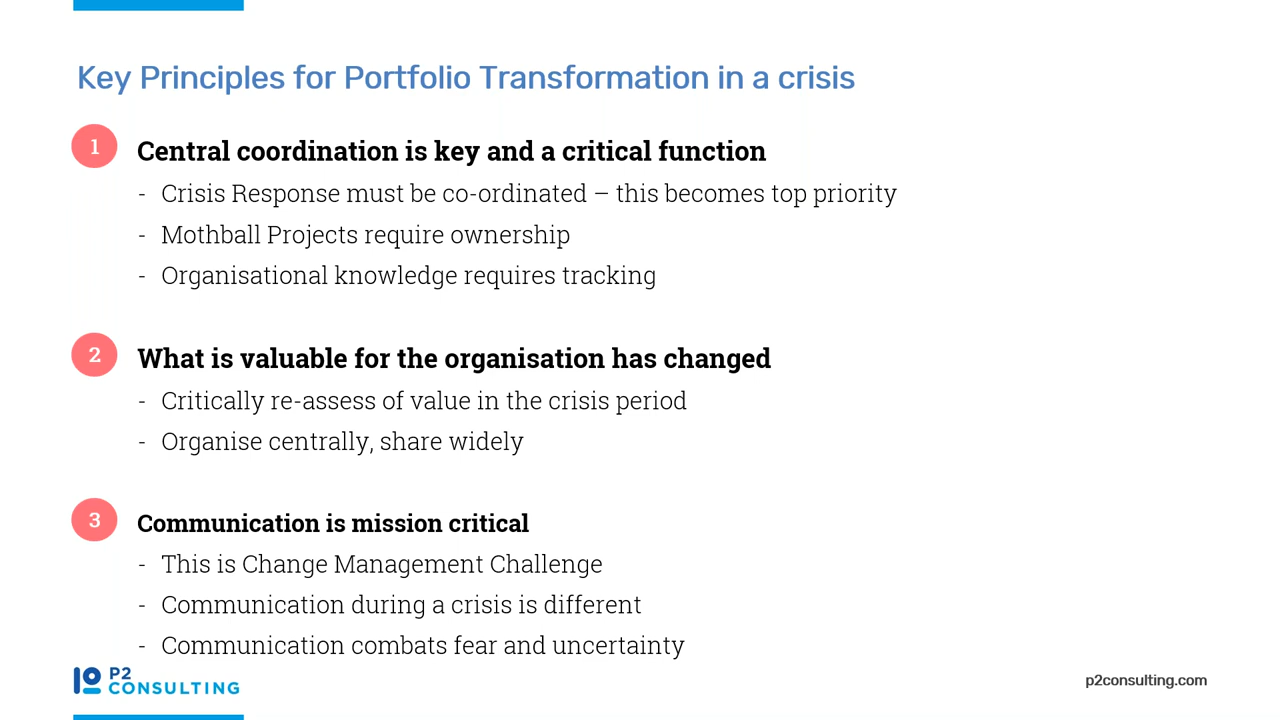 Key Principles for Portfolio Transformation in a crisis
1 Central coordination is key and a critical function
- Crisis Response must be co-ordinated – this becomes top priority
- Mothball Projects require ownership
- Organisational knowledge requires tracking
2 What is valuable for the organisation has changed
- Critically re-assess of value in the crisis period
- Organise centrally, share widely
3 Communication is mission critical
- This is Change Management Challenge
- Communication during a crisis is different
- Communication combats fear and uncertainty
P2
CONSULTING
p2consulting.com